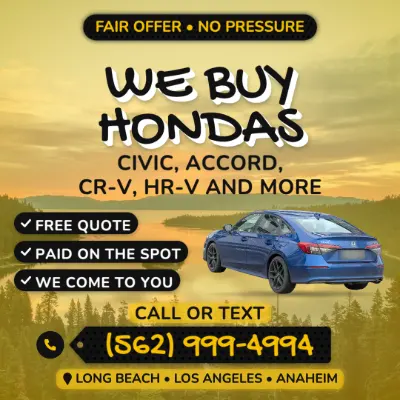 FAIR OFFER • NO PRESSURE
WE BUY
HONDAS
CIVIC, ACCORD,
CR-V, HR-V AND MORE
FREE QUOTE
PAID ON THE SPOT
WE COME TO YOU
CALL OR TEXT
(562) 999-4994
LONG BEACH • LOS ANGELES • ANAHEIM